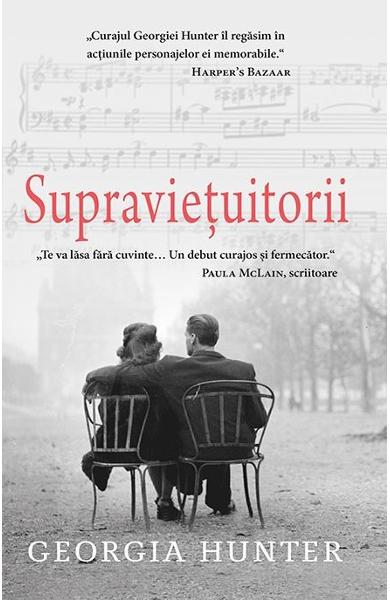 „Curajul Georgiei Hunter îl regăsim în
acțiunile personajelor ei memorabile.“
HARPER'S BAZAAR
Supraviețuitorii
„Te va lăsa fără cuvinte... Un debut curajos și fermecător.“
PAULA MCLAIN, scriitoare
GEORGIA HUNTER